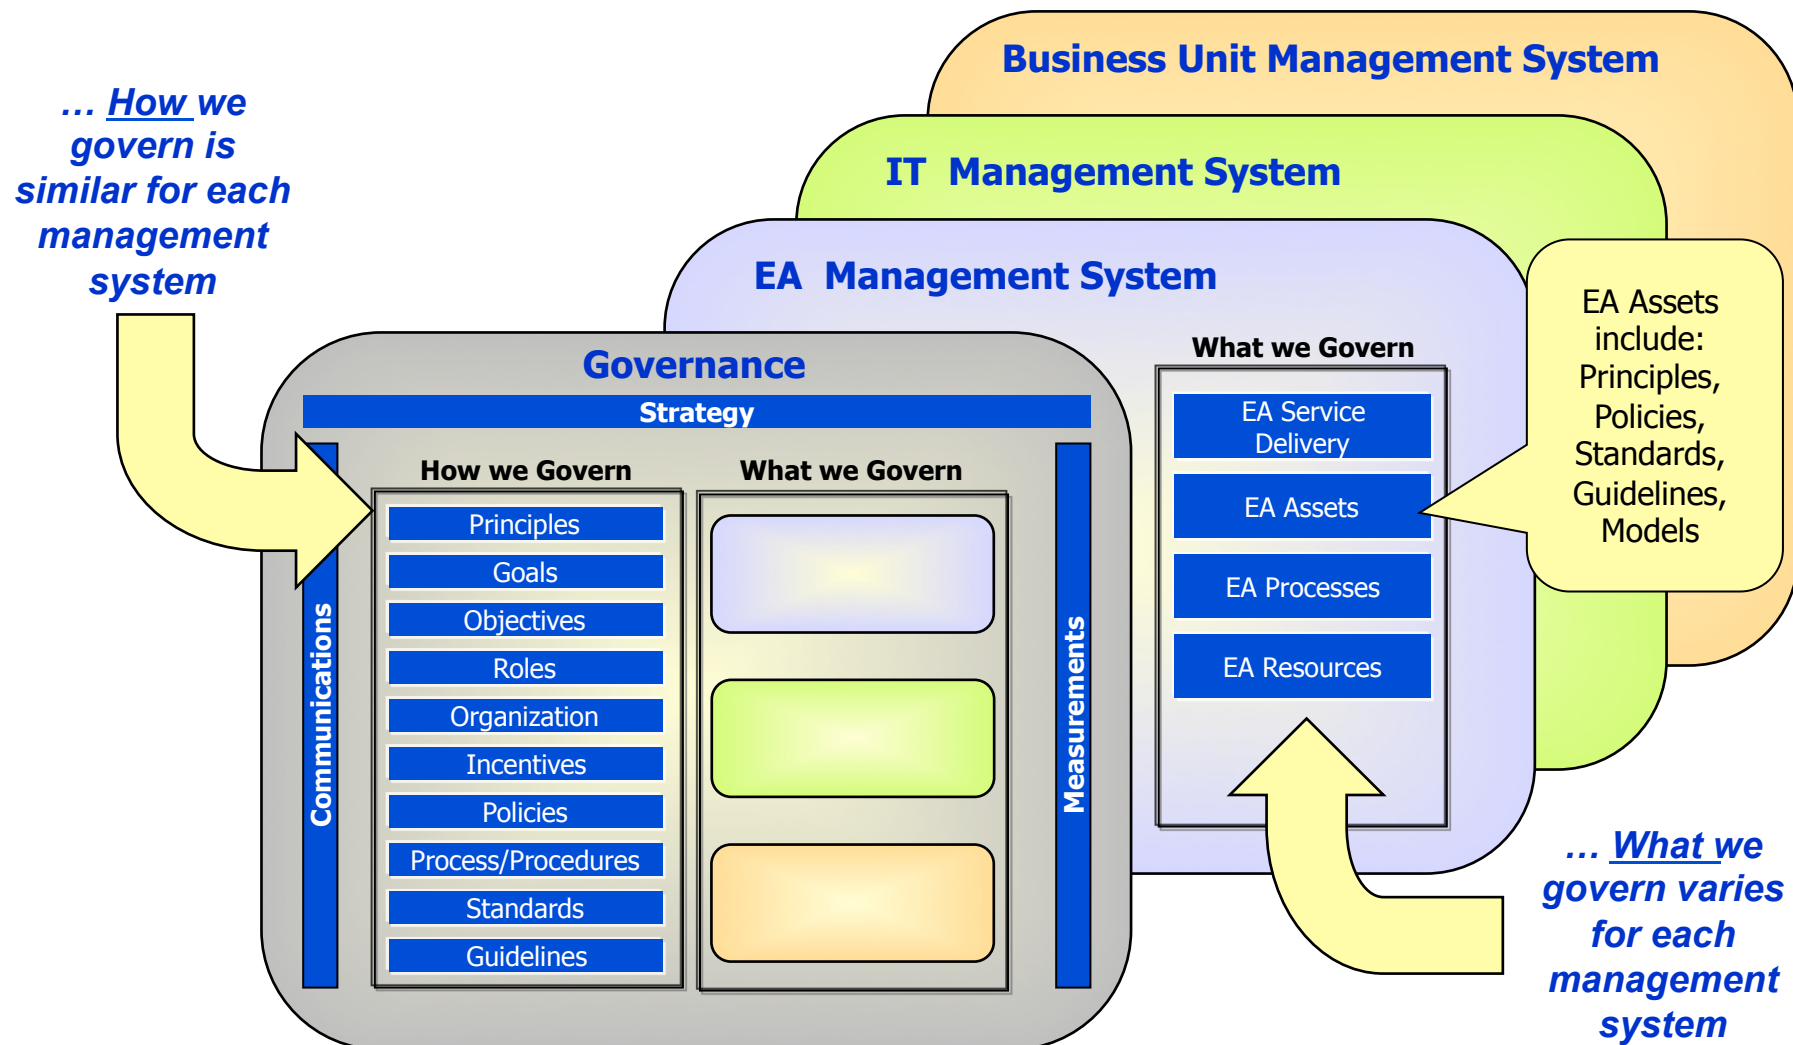 Business Unit Management System
IT  Management System
EA  Management System
… How we
govern is
similar for each
management
system
Governance
Strategy
Communications
How we Govern
Principles
Goals
Objectives
Roles
Organization
Incentives
Policies
Process/Procedures
Standards
Guidelines
What we Govern
Measurements
What we Govern
EA Service
Delivery
EA Assets
EA Processes
EA Resources
EA Assets
include:
Principles,
Policies,
Standards,
Guidelines,
Models
… What we
govern varies
for each
management
system